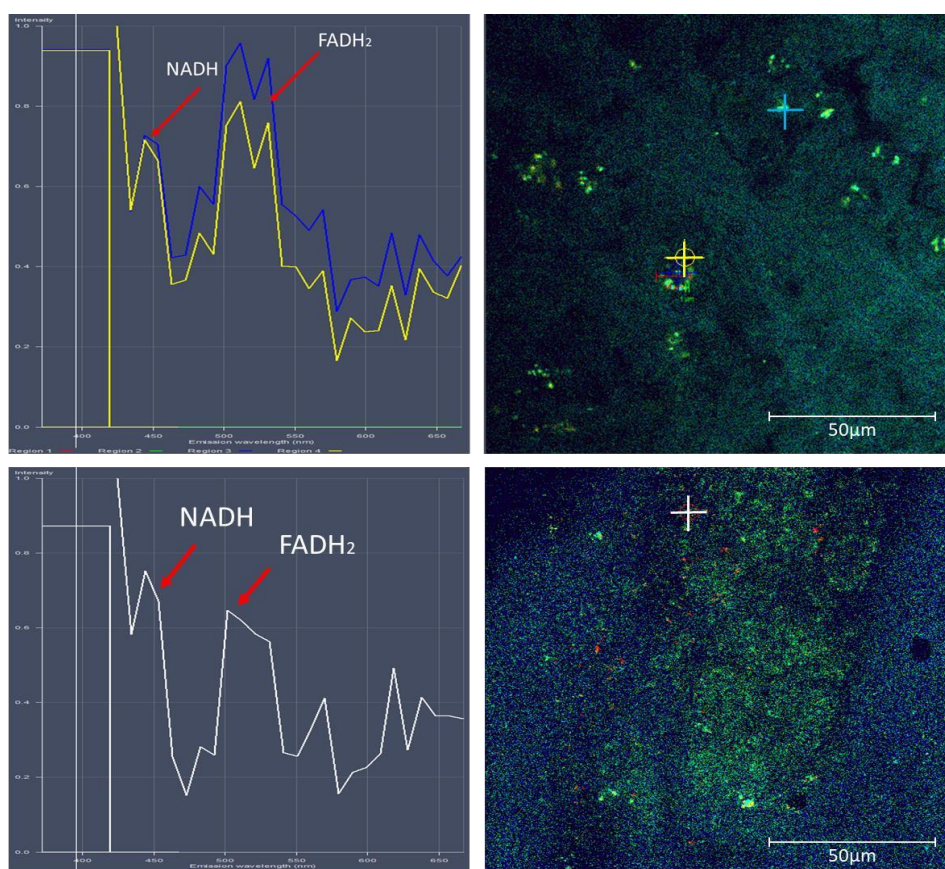 Intensity
1.0
0.8
0.6
0.4
0.2
0.0
NADH
FADH₂
400 450 500 550 600 650
Emission wavelength (nm)
Region 1 Region 2 Region 3 Region 4
50µm
Intensity
1.0
0.8
0.6
0.4
0.2
0.0
NADH
FADH₂
400 450 500 550 600 650
Emission wavelength (nm)
50µm